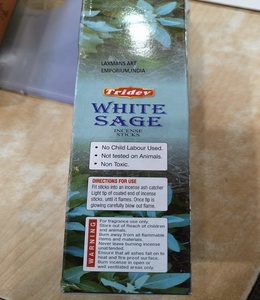 LAXMANS ART
EMPORIUM,INDIA
Tridev
WHITE
SAGE
INCENSE
STICKS
• No Child Labour Used.
• Not tested on Animals.
• Non Toxic.
DIRECTIONS FOR USE
Fit sticks into an incense ash catcher
Light tip of coated end of incense
sticks, until it flames. Once tip is
glowing carefully blow out flame.
WARNING
For fragrance use only.
Store out of Reach of children
and animals.
Burn away from all flammable
items and materials.
Never leave burning incense
unattended.
Ensure that all ashes fall on to
heat and fire proof surface.
Burn incense in open or
well ventilated areas only.